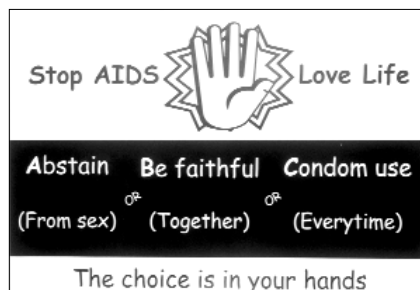 Stop AIDS Love Life
Abstain OR Be faithful OR Condom use
(From sex) (Together) (Everytime)
The choice is in your hands